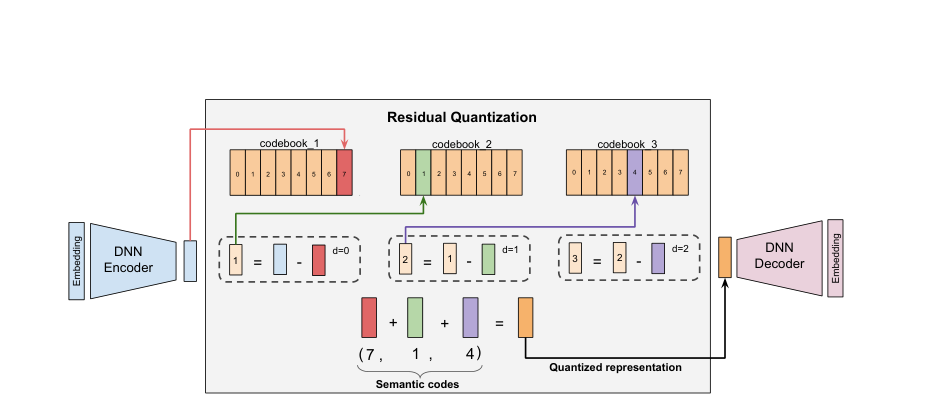 Residual Quantization
codebook_1
codebook_2
codebook_3
0 1 2 3 4 5 6 7
0 1 2 3 4 5 6 7
0 1 2 3 4 5 6 7
Embedding
DNN
Encoder
1 = - d=0
2 = 1 - d=1
3 = 2 - d=2
DNN
Decoder
Embedding
+ + =
(7, 1, 4)
Semantic codes
Quantized representation